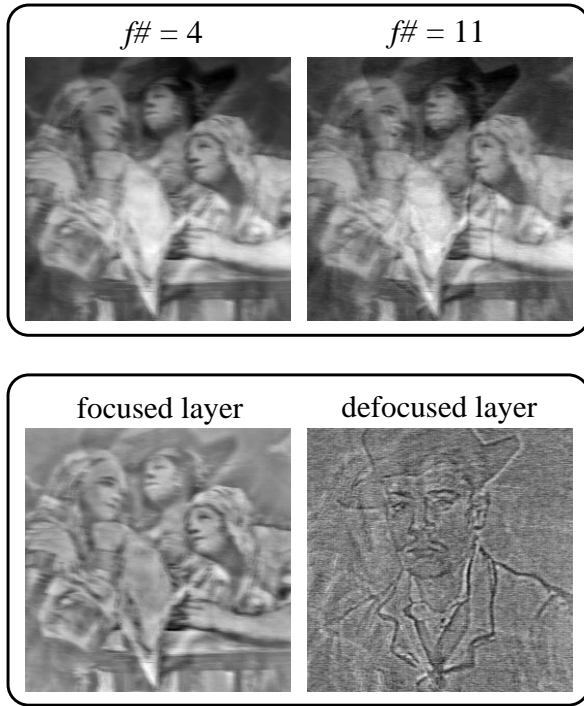 f# = 4
f# = 11
focused layer
defocused layer